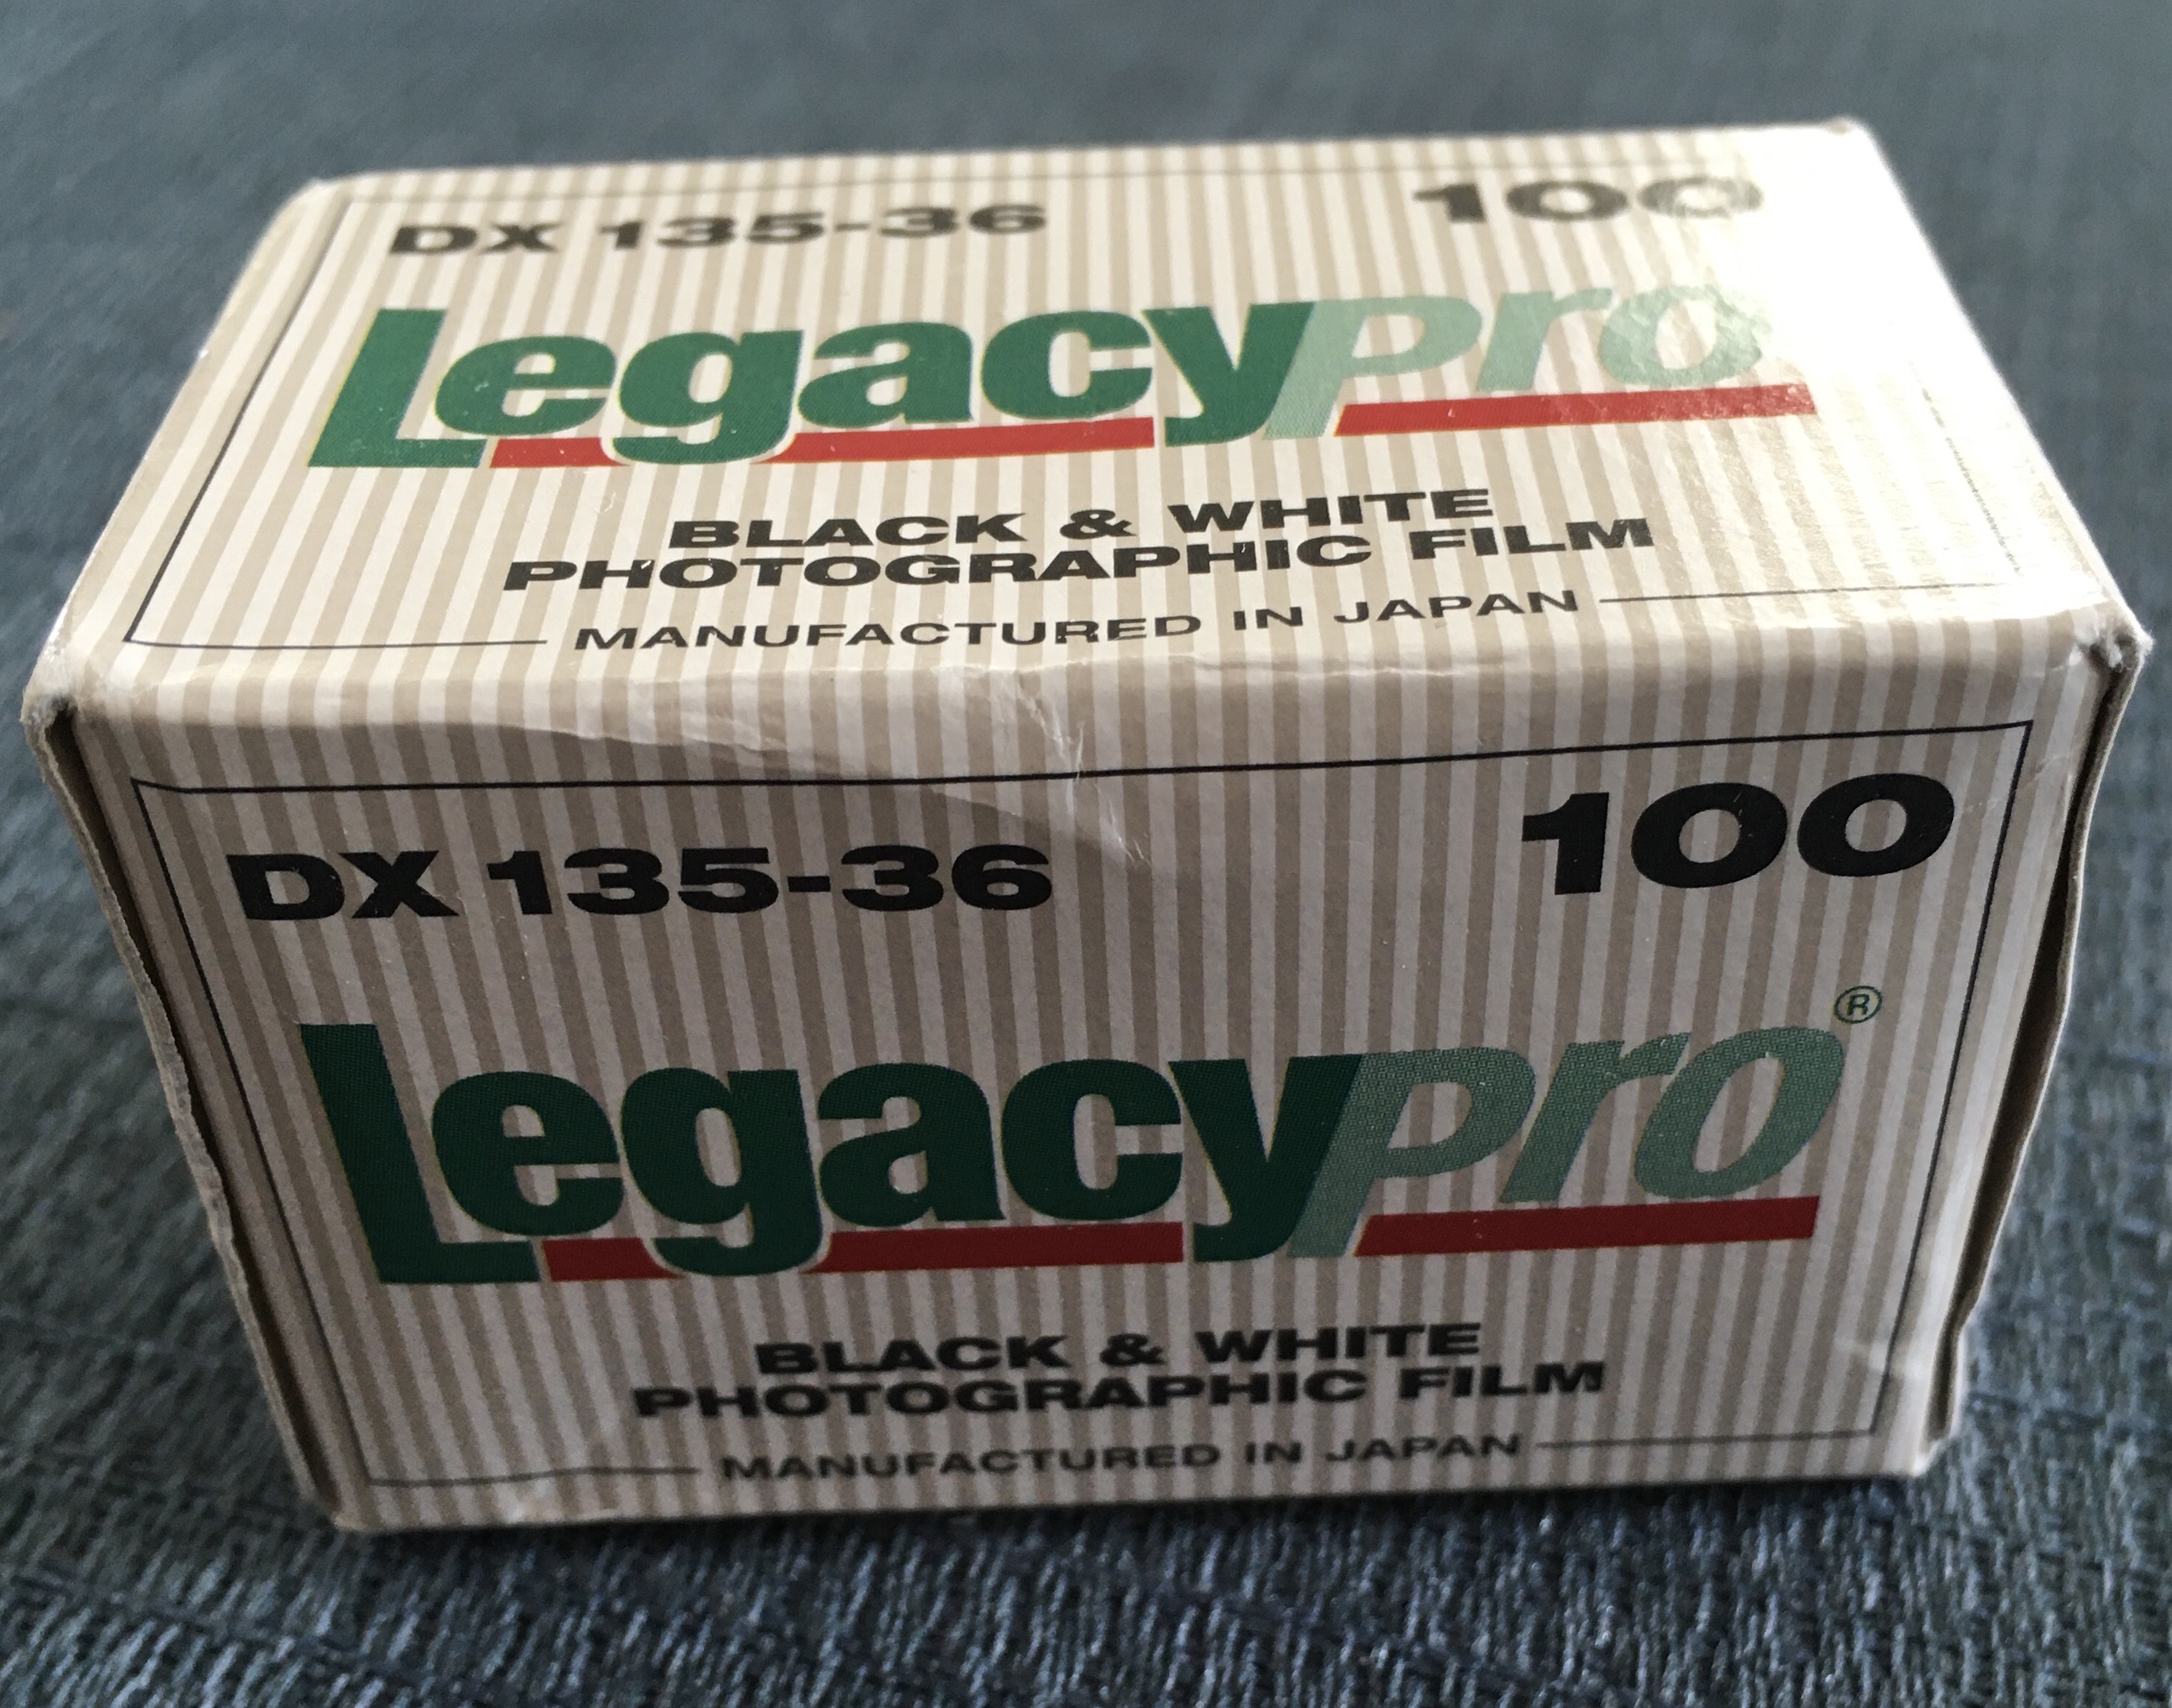 DX 135-36 100
Legacypro
BLACK & WHITE
PHOTOGRAPHIC FILM
MANUFACTURED IN JAPAN
DX 135-36 100
Legacypro®
BLACK & WHITE
PHOTOGRAPHIC FILM
MANUFACTURED IN JAPAN